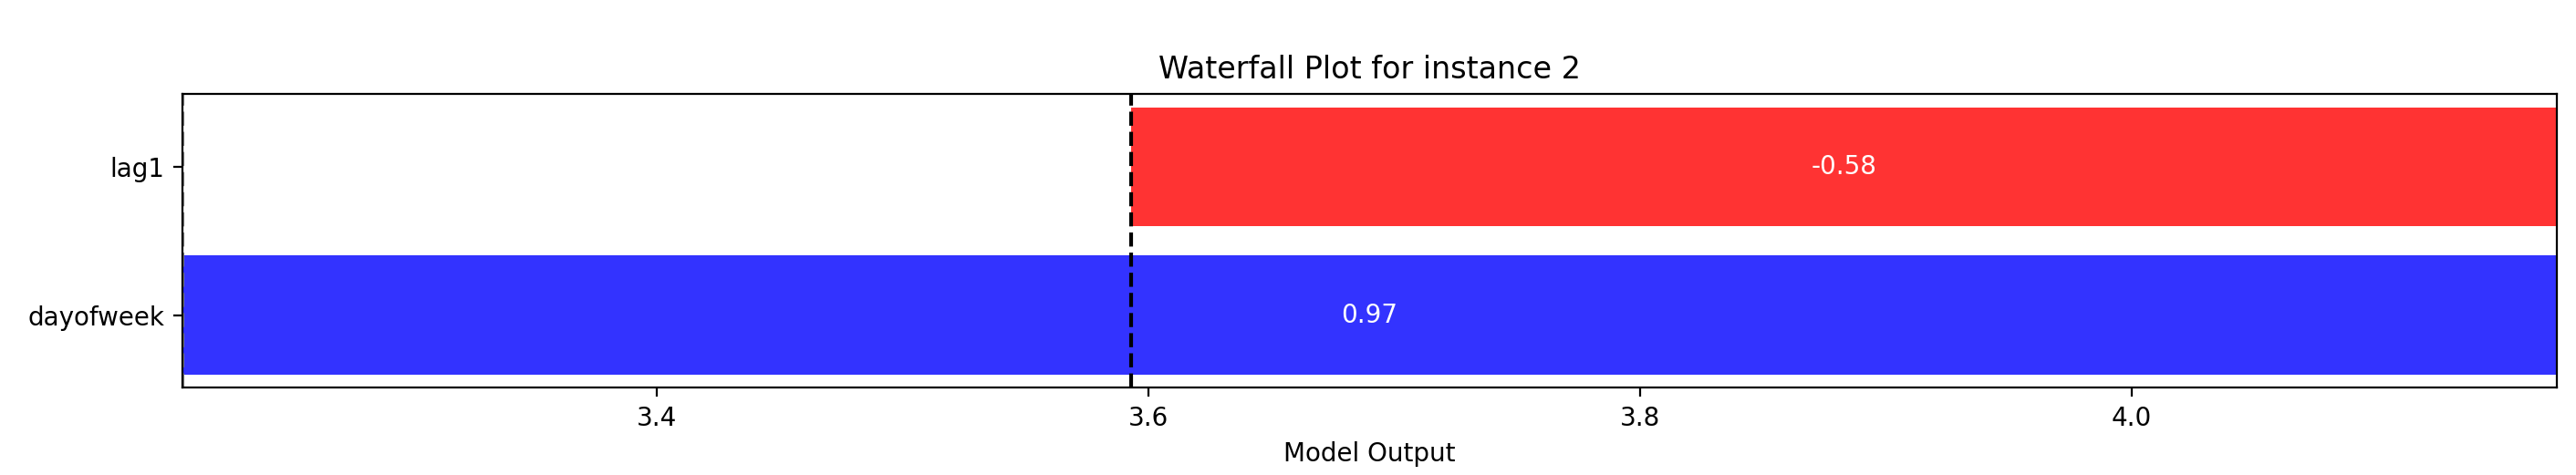 Waterfall Plot for instance 2
lag1
-0.58
dayofweek
0.97
3.4 3.6 3.8 4.0
Model Output